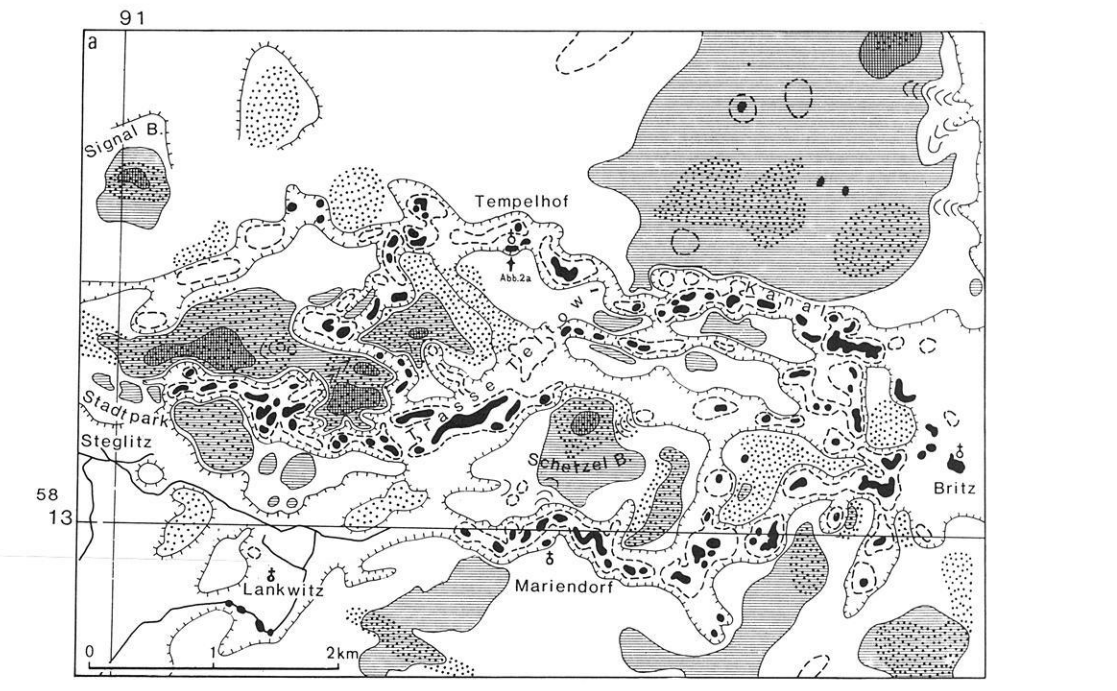 91
a
Signal B.
Tempelhof
Abb.2a
Kanal
Trasse Teltow
Stadtpark
Steglitz
Schetzel B.
58
13
Britz
Lankwitz
Mariendorf
0 1 2km